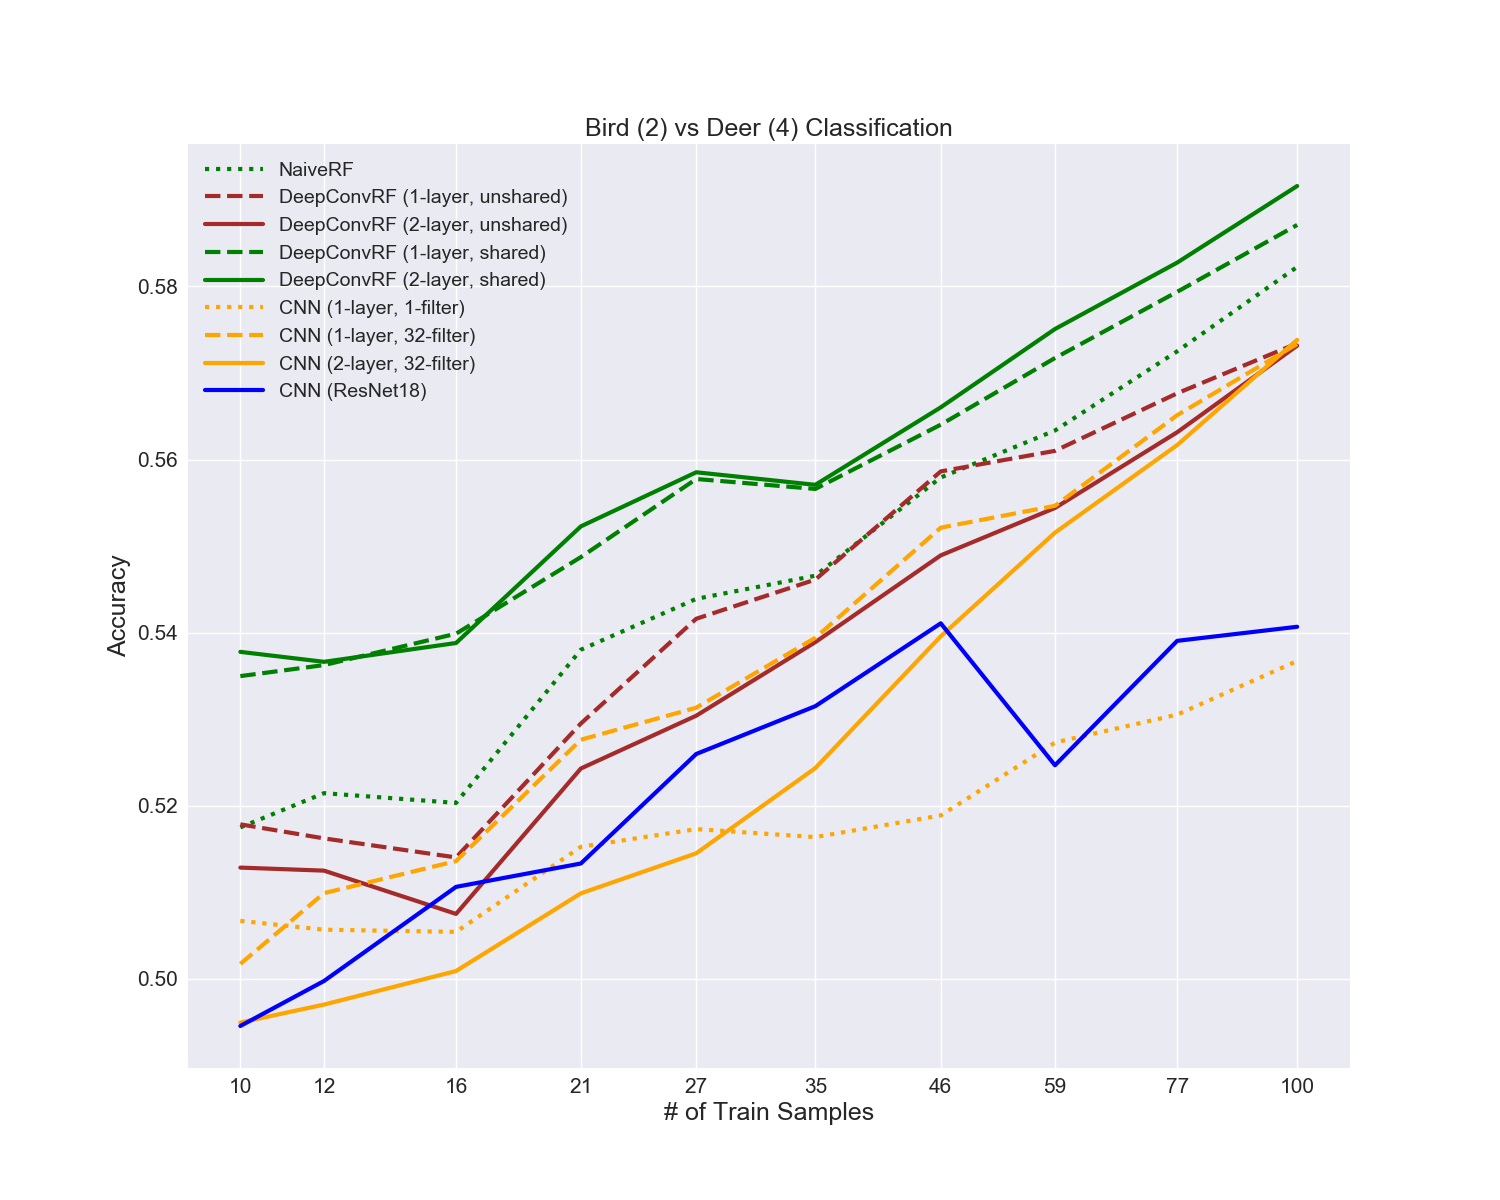 Bird (2) vs Deer (4) Classification
NaiveRF
DeepConvRF (1-layer, unshared)
DeepConvRF (2-layer, unshared)
DeepConvRF (1-layer, shared)
DeepConvRF (2-layer, shared)
CNN (1-layer, 1-filter)
CNN (1-layer, 32-filter)
CNN (2-layer, 32-filter)
CNN (ResNet18)
0.58
0.56
0.54
0.52
0.50
Accuracy
10 12 16 21 27 35 46 59 77 100
# of Train Samples